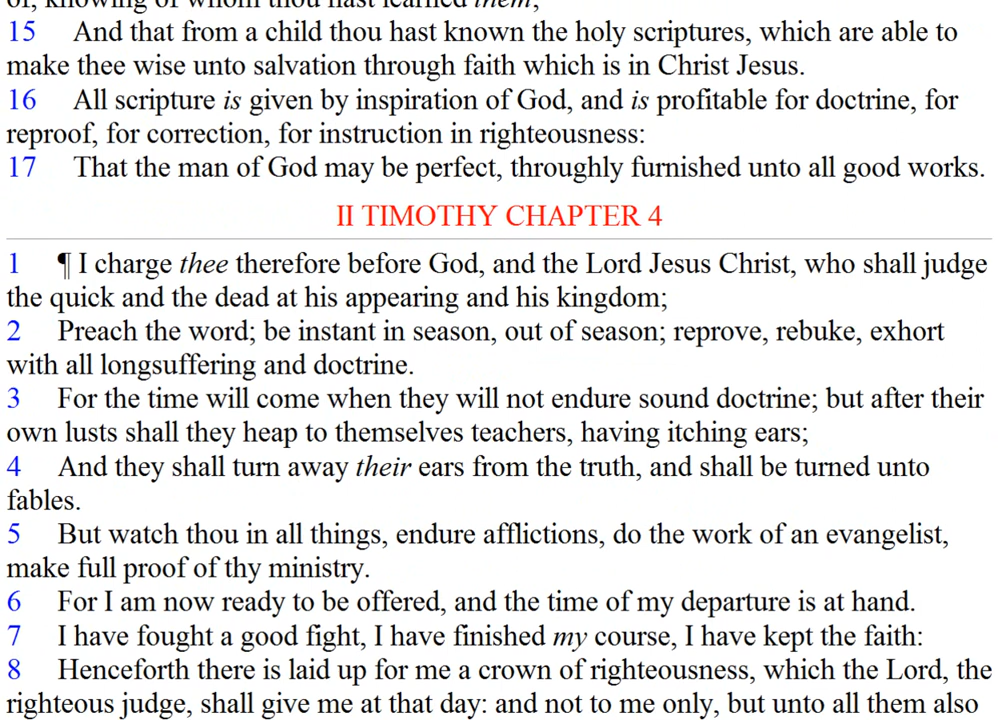 of, knowing of whom thou hast learned them;
15 And that from a child thou hast known the holy scriptures, which are able to
make thee wise unto salvation through faith which is in Christ Jesus.
16 All scripture is given by inspiration of God, and is profitable for doctrine, for
reproof, for correction, for instruction in righteousness:
17 That the man of God may be perfect, throughly furnished unto all good works.
II TIMOTHY CHAPTER 4
1 ¶ I charge thee therefore before God, and the Lord Jesus Christ, who shall judge
the quick and the dead at his appearing and his kingdom;
2 Preach the word; be instant in season, out of season; reprove, rebuke, exhort
with all longsuffering and doctrine.
3 For the time will come when they will not endure sound doctrine; but after their
own lusts shall they heap to themselves teachers, having itching ears;
4 And they shall turn away their ears from the truth, and shall be turned unto
fables.
5 But watch thou in all things, endure afflictions, do the work of an evangelist,
make full proof of thy ministry.
6 For I am now ready to be offered, and the time of my departure is at hand.
7 I have fought a good fight, I have finished my course, I have kept the faith:
8 Henceforth there is laid up for me a crown of righteousness, which the Lord, the
righteous judge, shall give me at that day: and not to me only, but unto all them also